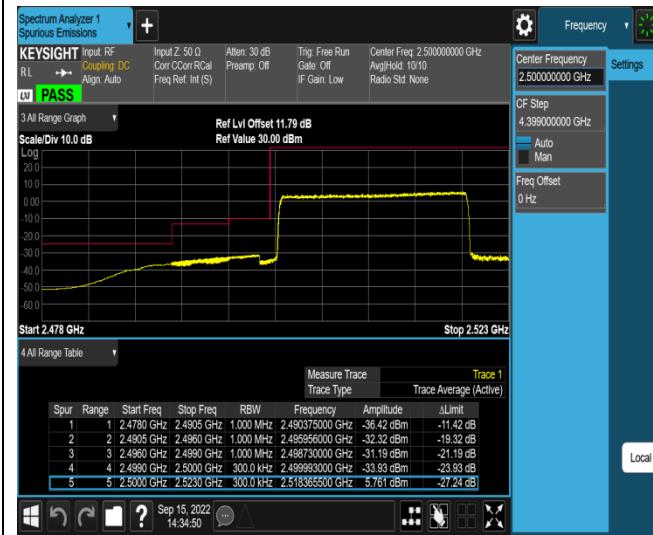 Spectrum Analyzer 1
Spurious Emissions
+
Frequency
KEYSIGHT
RL
LXI
PASS
Input: RF
Coupling: DC
Align: Auto
Input Z: 50 Ω
Corr CCorr RCal
Freq Ref: Int (S)
Atten: 30 dB
Preamp: Off
Trig: Free Run
Gate: Off
IF Gain: Low
Center Freq: 2.500000000 GHz
Avg|Hold: 10/10
Radio Std: None
Center Frequency
2.500000000 GHz
Settings
CF Step
4.399000000 GHz
Auto
Man
Freq Offset
0 Hz
3 All Range Graph
Scale/Div 10.0 dB
Ref Lvl Offset 11.79 dB
Ref Value 30.00 dBm
Log
20.0
10.0
0.00
-10.0
-20.0
-30.0
-40.0
-50.0
-60.0
Start 2.478 GHz
Stop 2.523 GHz
4 All Range Table
Measure Trace Trace 1
Trace Type Trace Average (Active)
Spur Range Start Freq Stop Freq RBW Frequency Amplitude ΔLimit
1 1 2.4780 GHz 2.4905 GHz 1.000 MHz 2.490375000 GHz -36.42 dBm -11.42 dB
2 2 2.4905 GHz 2.4960 GHz 1.000 MHz 2.495956000 GHz -32.32 dBm -19.32 dB
3 3 2.4960 GHz 2.4990 GHz 1.000 MHz 2.498730000 GHz -31.19 dBm -21.19 dB
4 4 2.4990 GHz 2.5000 GHz 300.0 kHz 2.499993000 GHz -33.93 dBm -23.93 dB
5 5 2.5000 GHz 2.5230 GHz 300.0 kHz 2.518365500 GHz 5.761 dBm -27.24 dB
Local
?
Sep 15, 2022
14:34:50